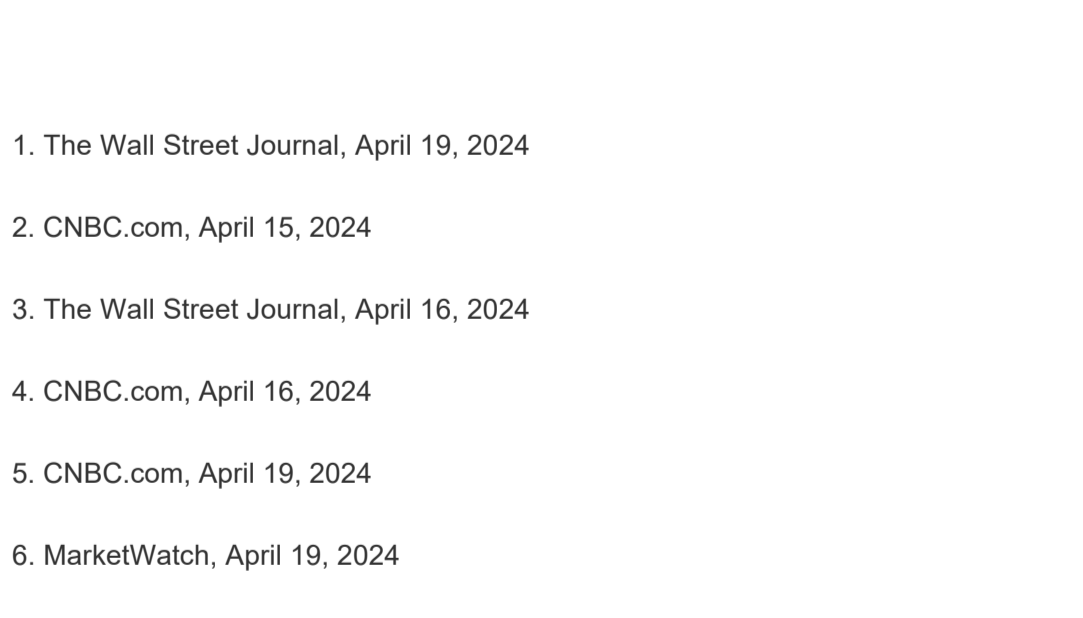 1. The Wall Street Journal, April 19, 2024
2. CNBC.com, April 15, 2024
3. The Wall Street Journal, April 16, 2024
4. CNBC.com, April 16, 2024
5. CNBC.com, April 19, 2024
6. MarketWatch, April 19, 2024